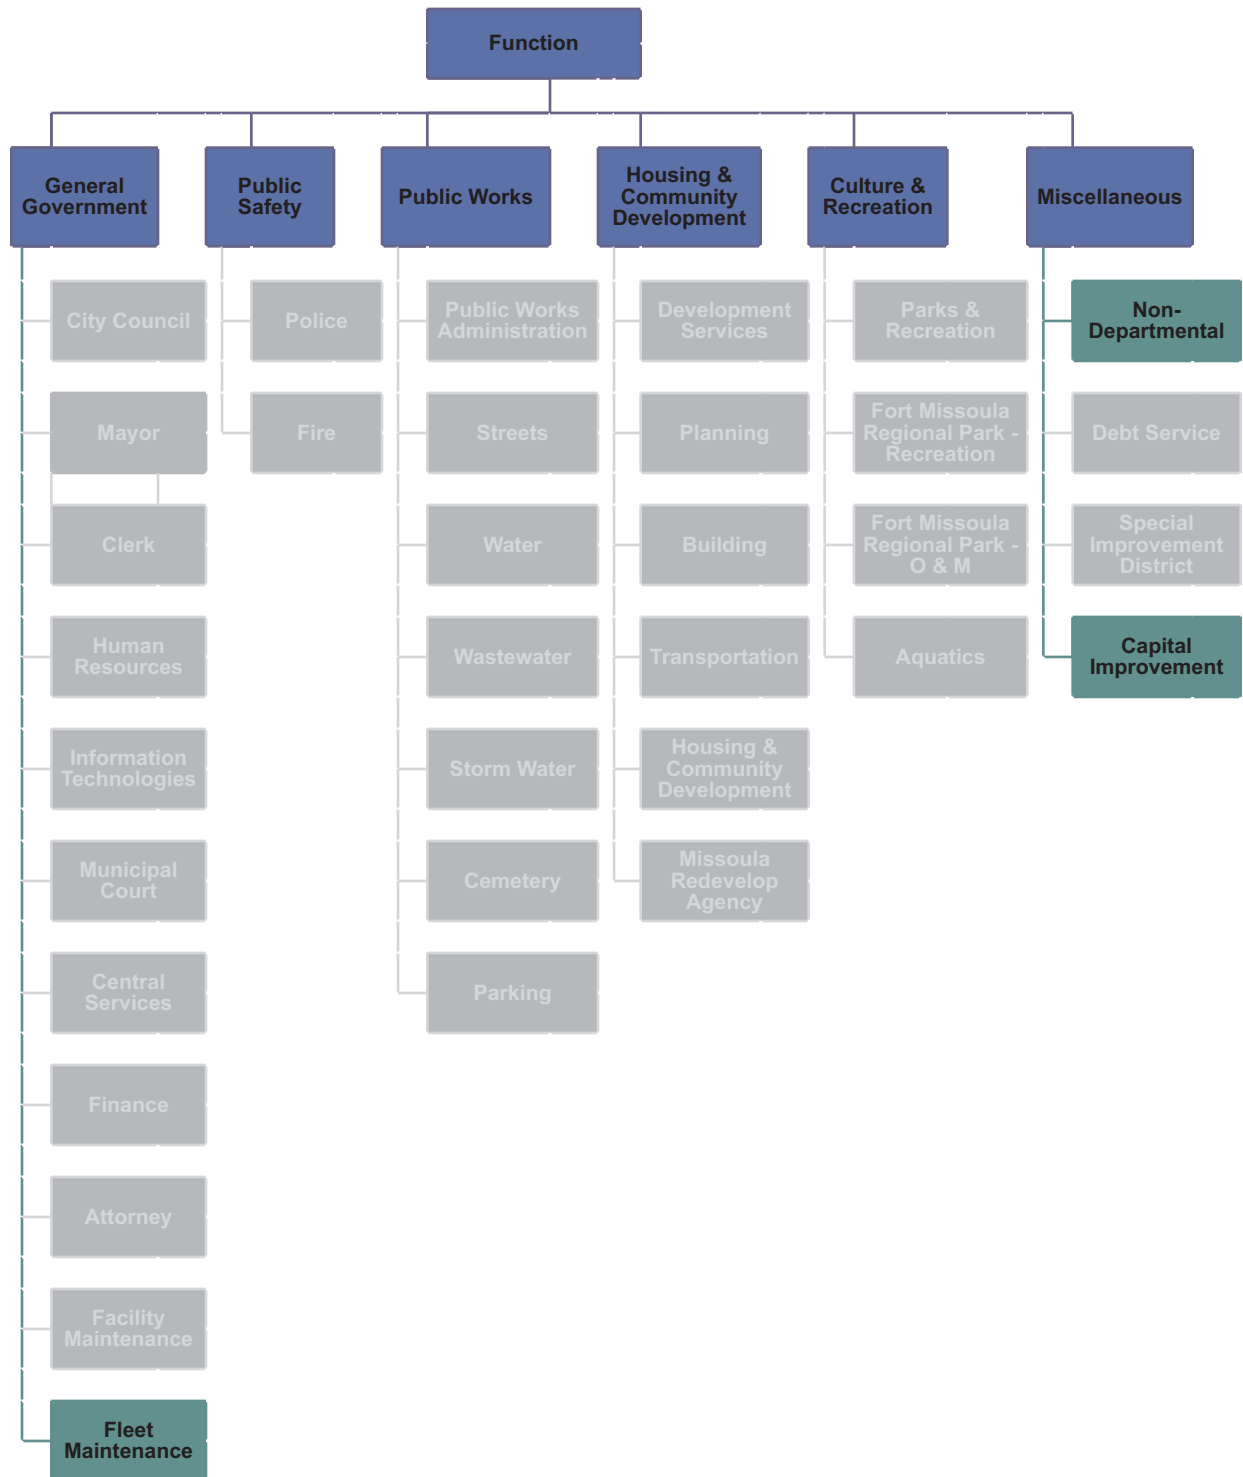 Function
General
Government
Public
Safety
Public Works
Housing &
Community
Development
Culture &
Recreation
Miscellaneous
City Council
Mayor
Clerk
Human
Resources
Information
Technologies
Municipal
Court
Central
Services
Finance
Attorney
Facility
Maintenance
Fleet
Maintenance
Police
Fire
Public Works
Administration
Streets
Water
Wastewater
Storm Water
Cemetery
Parking
Development
Services
Planning
Building
Transportation
Housing &
Community
Development
Missoula
Redevelop
Agency
Parks &
Recreation
Fort Missoula
Regional Park -
Recreation
Fort Missoula
Regional Park -
O & M
Aquatics
Non-
Departmental
Debt Service
Special
Improvement
District
Capital
Improvement